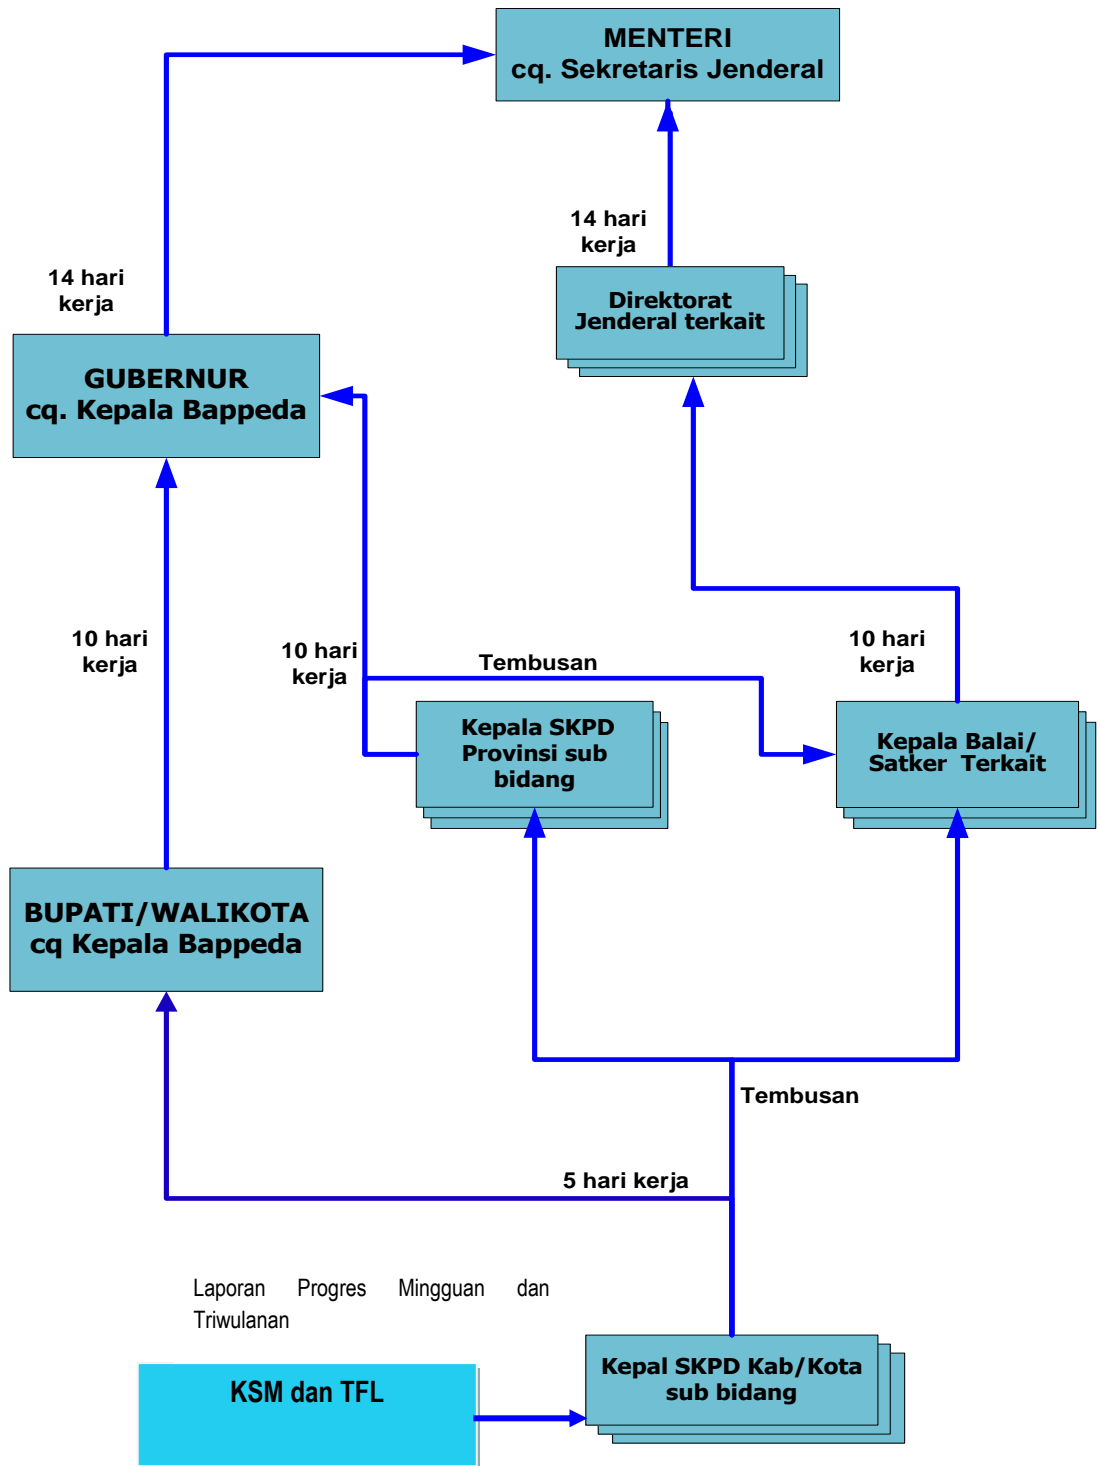 MENTERI
cq. Sekretaris Jenderal
14 hari
kerja
14 hari
kerja
Direktorat
Jenderal terkait
GUBERNUR
cq. Kepala Bappeda
10 hari
kerja
10 hari
kerja
Tembusan
10 hari
kerja
Kepala SKPD
Provinsi sub
bidang
Kepala Balai/
Satker Terkait
BUPATI/WALIKOTA
cq Kepala Bappeda
Tembusan
5 hari kerja
Laporan Progres Mingguan dan
Triwulanan
KSM dan TFL
Kepal SKPD Kab/Kota
sub bidang